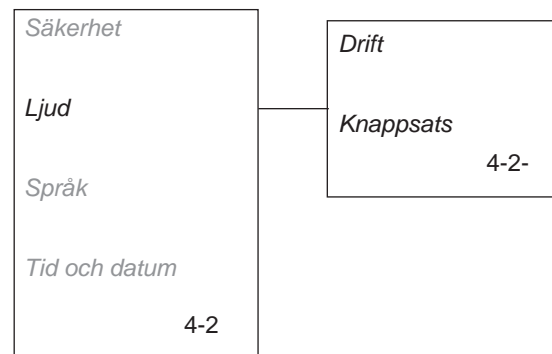 Säkerhet
Ljud
Språk
Tid och datum
4-2
Drift
Knappsats
4-2-